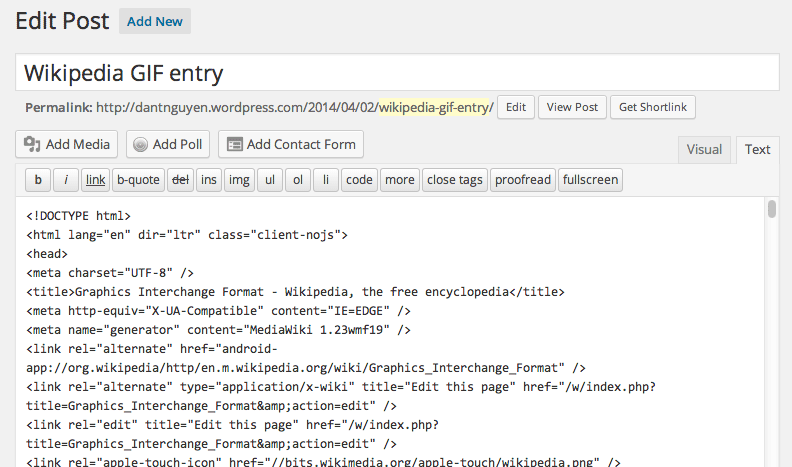 Edit Post Add New
Wikipedia GIF entry
Permalink: http://dantnguyen.wordpress.com/2014/04/02/wikipedia-gif-entry/ Edit View Post Get Shortlink
Add Media Add Poll Add Contact Form Visual Text
b i link b-quote del ins img ul ol li code more close tags proofread fullscreen
<!DOCTYPE html>
<html lang="en" dir="ltr" class="client-nojs">
<head>
<meta charset="UTF-8" />
<title>Graphics Interchange Format - Wikipedia, the free encyclopedia</title>
<meta http-equiv="X-UA-Compatible" content="IE=EDGE" />
<meta name="generator" content="MediaWiki 1.23wmf19" />
<link rel="alternate" href="android-
app://org.wikipedia/http/en.m.wikipedia.org/wiki/Graphics_Interchange_Format" />
<link rel="alternate" type="application/x-wiki" title="Edit this page" href="/w/index.php?
title=Graphics_Interchange_Format&amp;action=edit" />
<link rel="edit" title="Edit this page" href="/w/index.php?
title=Graphics_Interchange_Format&amp;action=edit" />
<link rel="apple-touch-icon" href="//bits.wikimedia.org/apple-touch/wikipedia.png" />